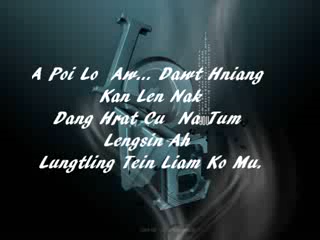 A Poi Lo Aw... Dawt Hniang
Kan Len Nak
Dang Hrat Cu Na Tum
Lengsin Ah
Lungtling Tein Liam Ko Mu.
LOVE